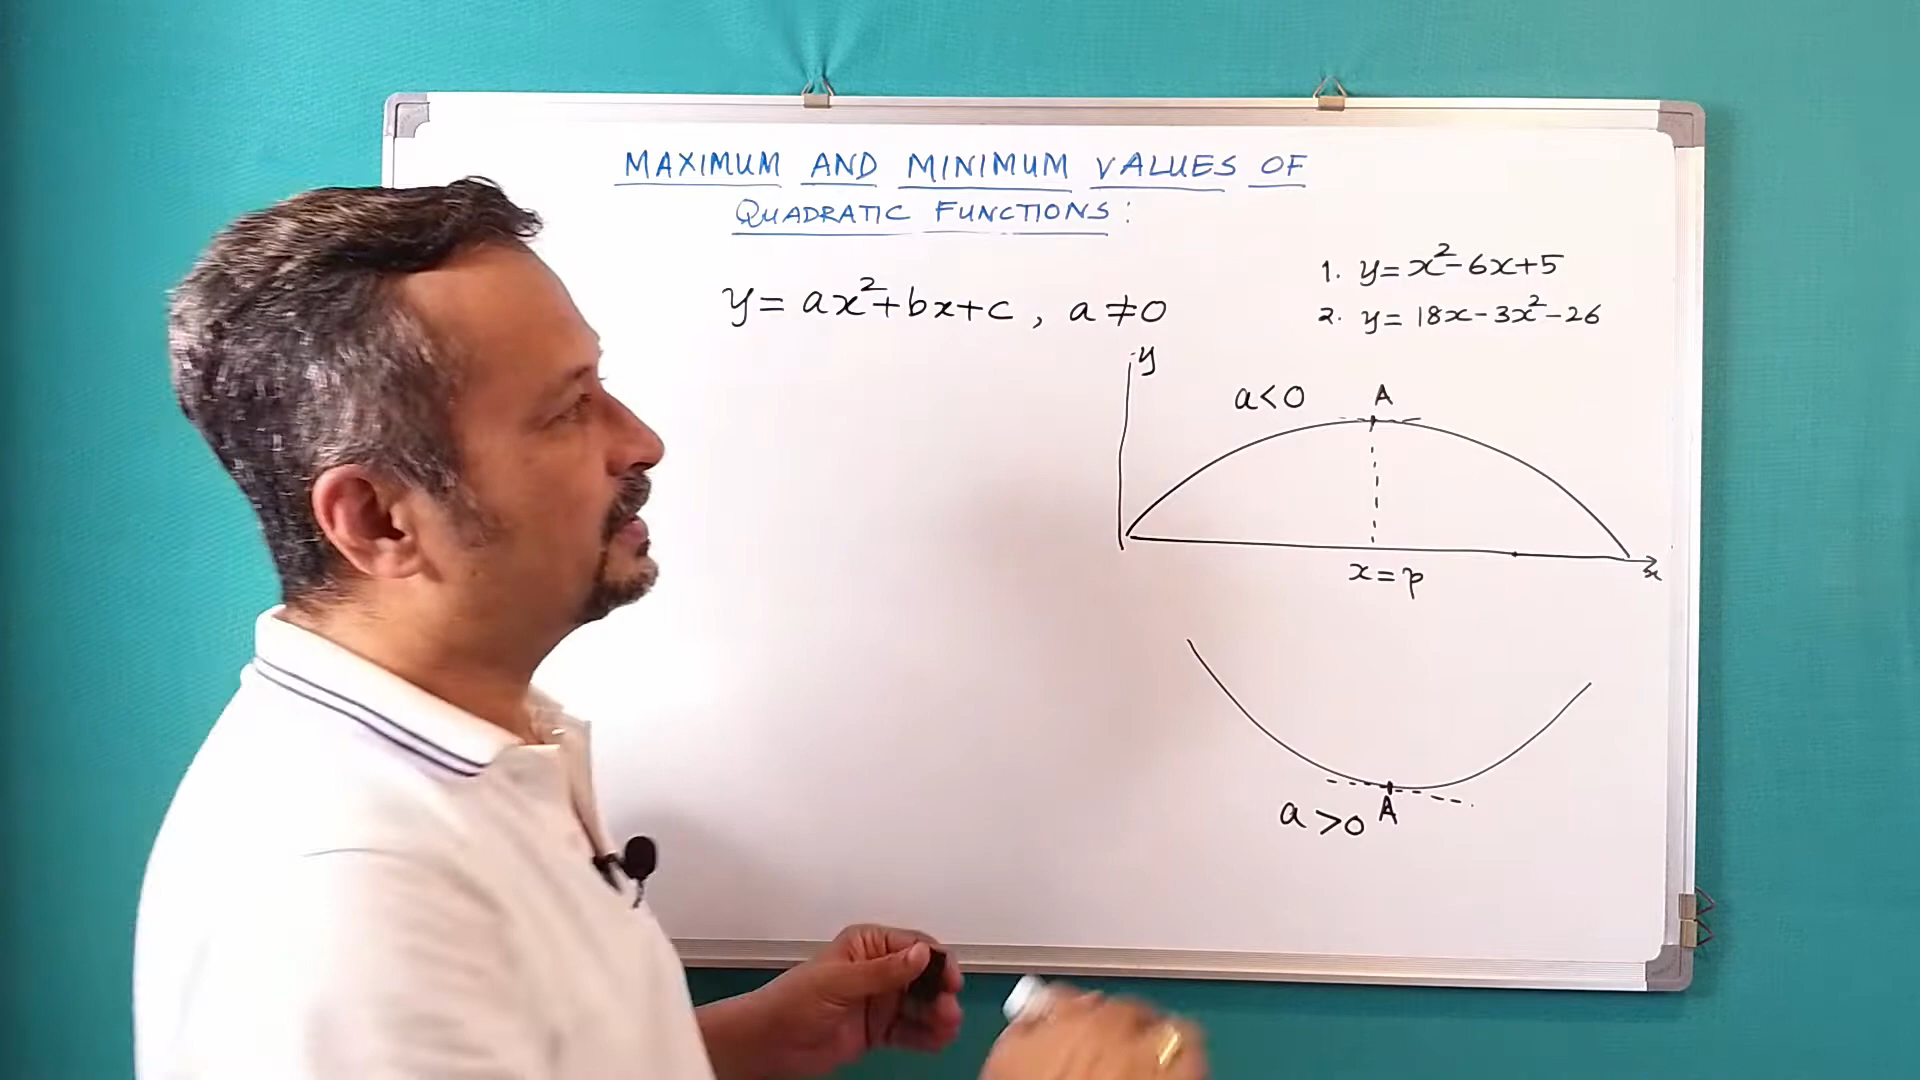 MAXIMUM AND MINIMUM VALUES OF
QUADRATIC FUNCTIONS:
y = ax²+bx+c, a≠0
1. y=x²-6x+5
2. y=18x-3x²-26
y
a<0
A
x=p
x
a>0
A